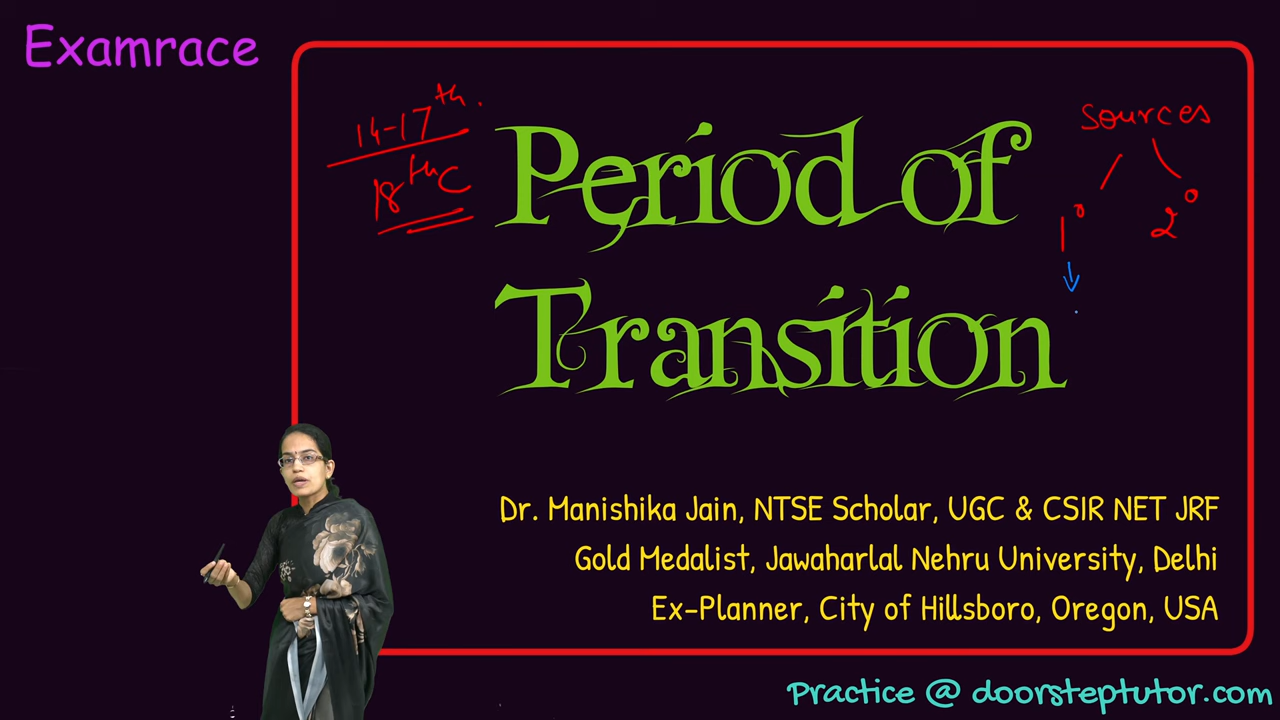 Examrace
14-17th.
18th C
Period of
Transition
Sources
1° 2°
Dr. Manishika Jain, NTSE Scholar, UGC & CSIR NET JRF
Gold Medalist, Jawaharlal Nehru University, Delhi
Ex-Planner, City of Hillsboro, Oregon, USA
Practice @ doorsteptutor.com